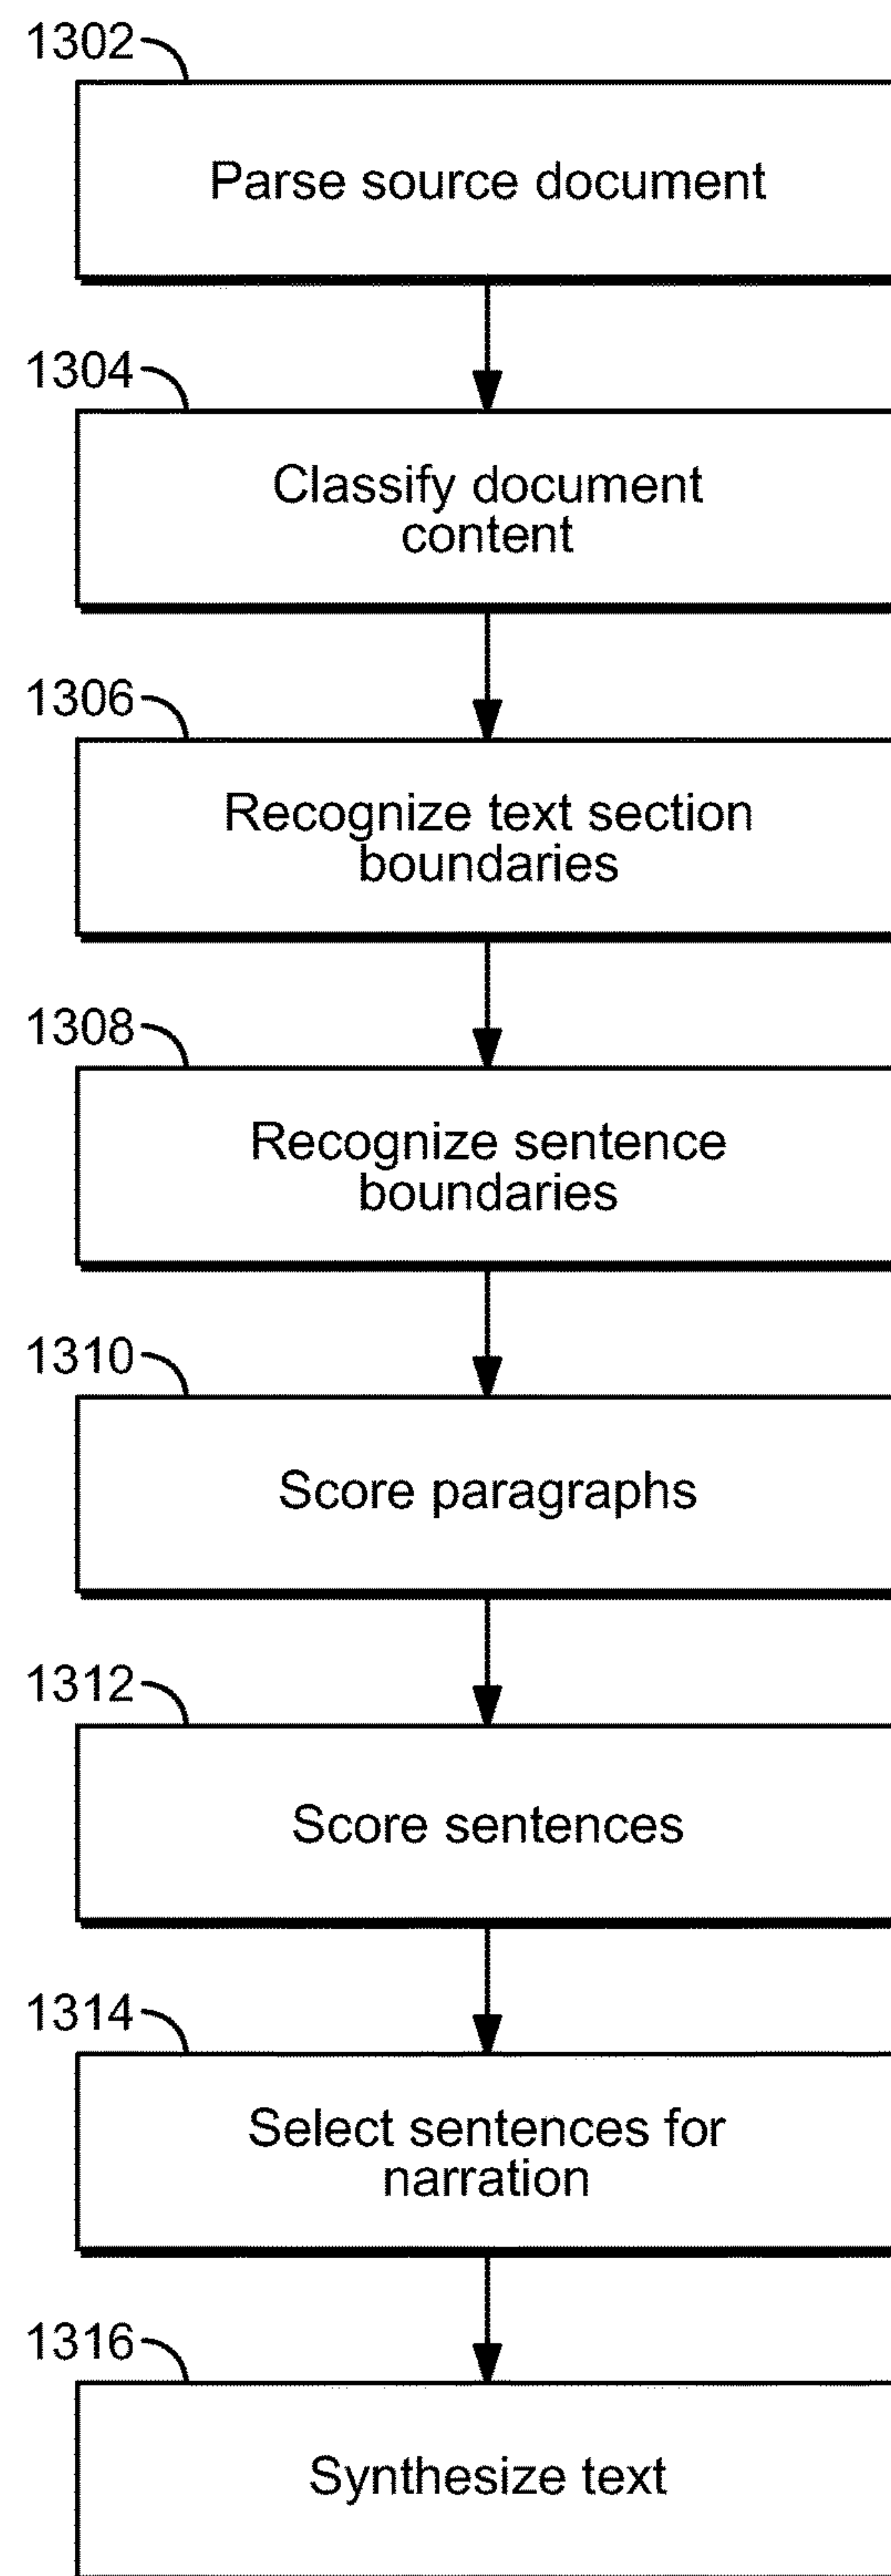 1302
Parse source document
1304
Classify document
content
1306
Recognize text section
boundaries
1308
Recognize sentence
boundaries
1310
Score paragraphs
1312
Score sentences
1314
Select sentences for
narration
1316
Synthesize text